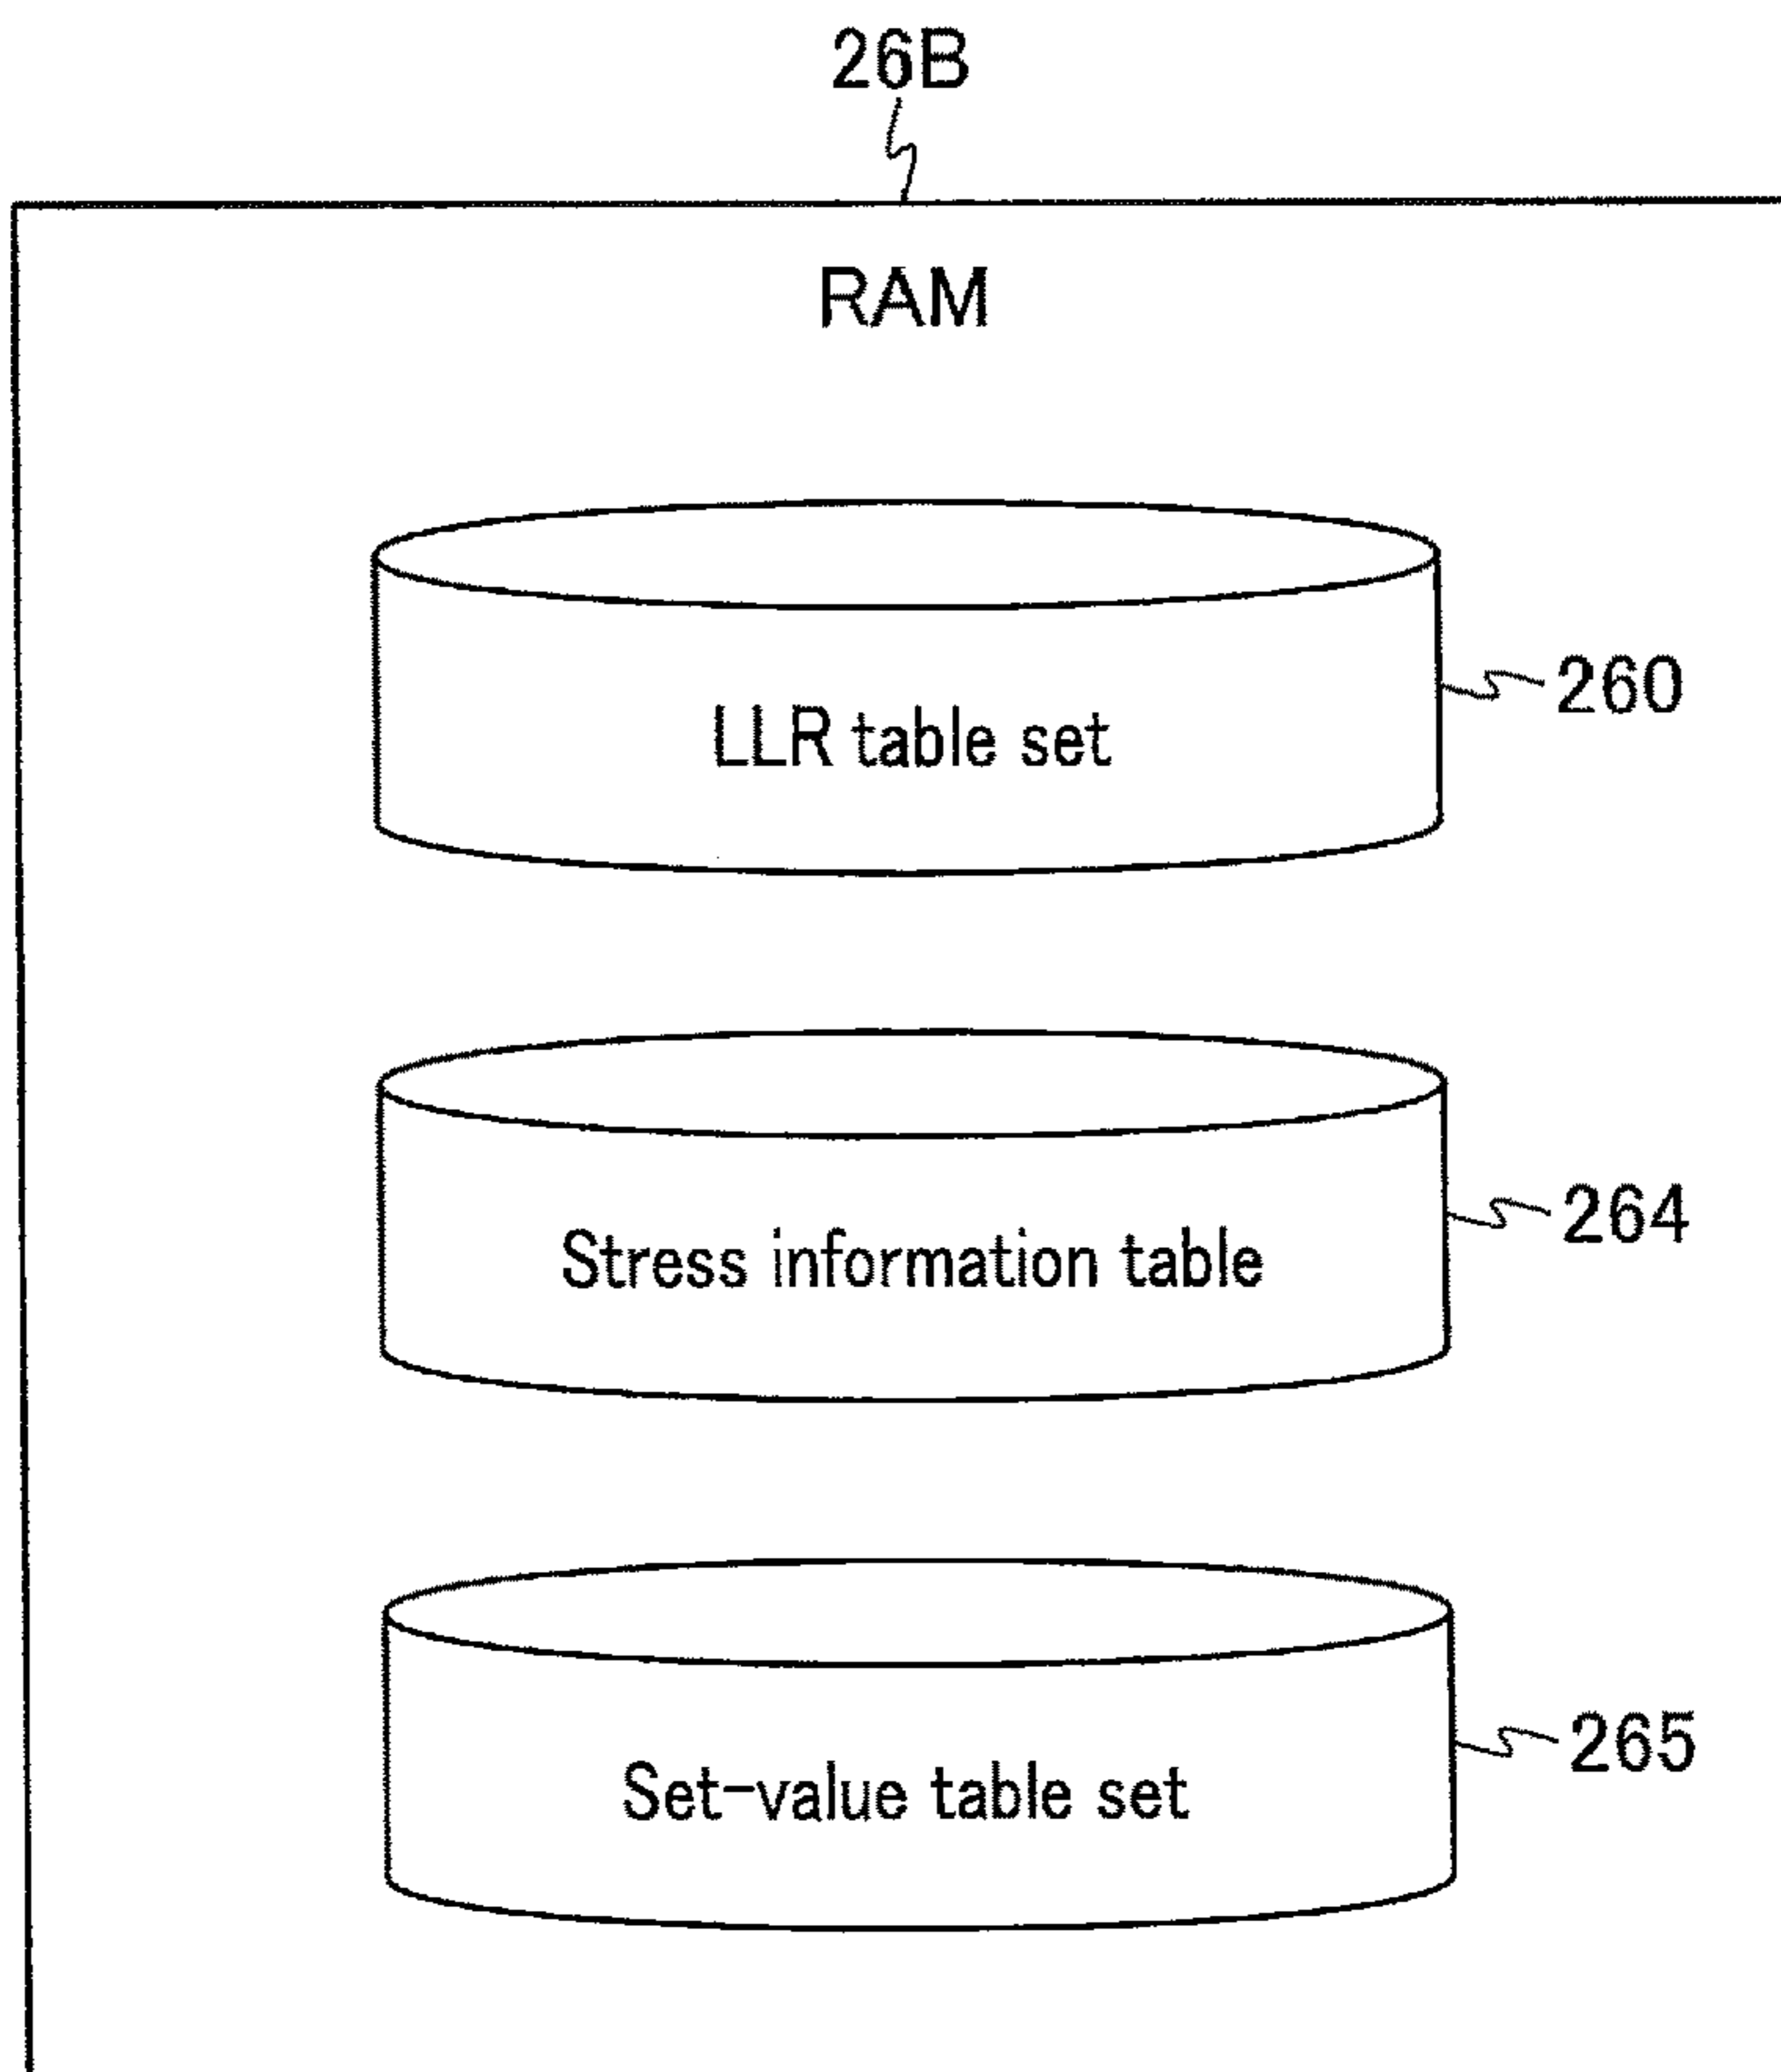 26B
RAM
LLR table set
260
Stress information table
264
Set-value table set
265